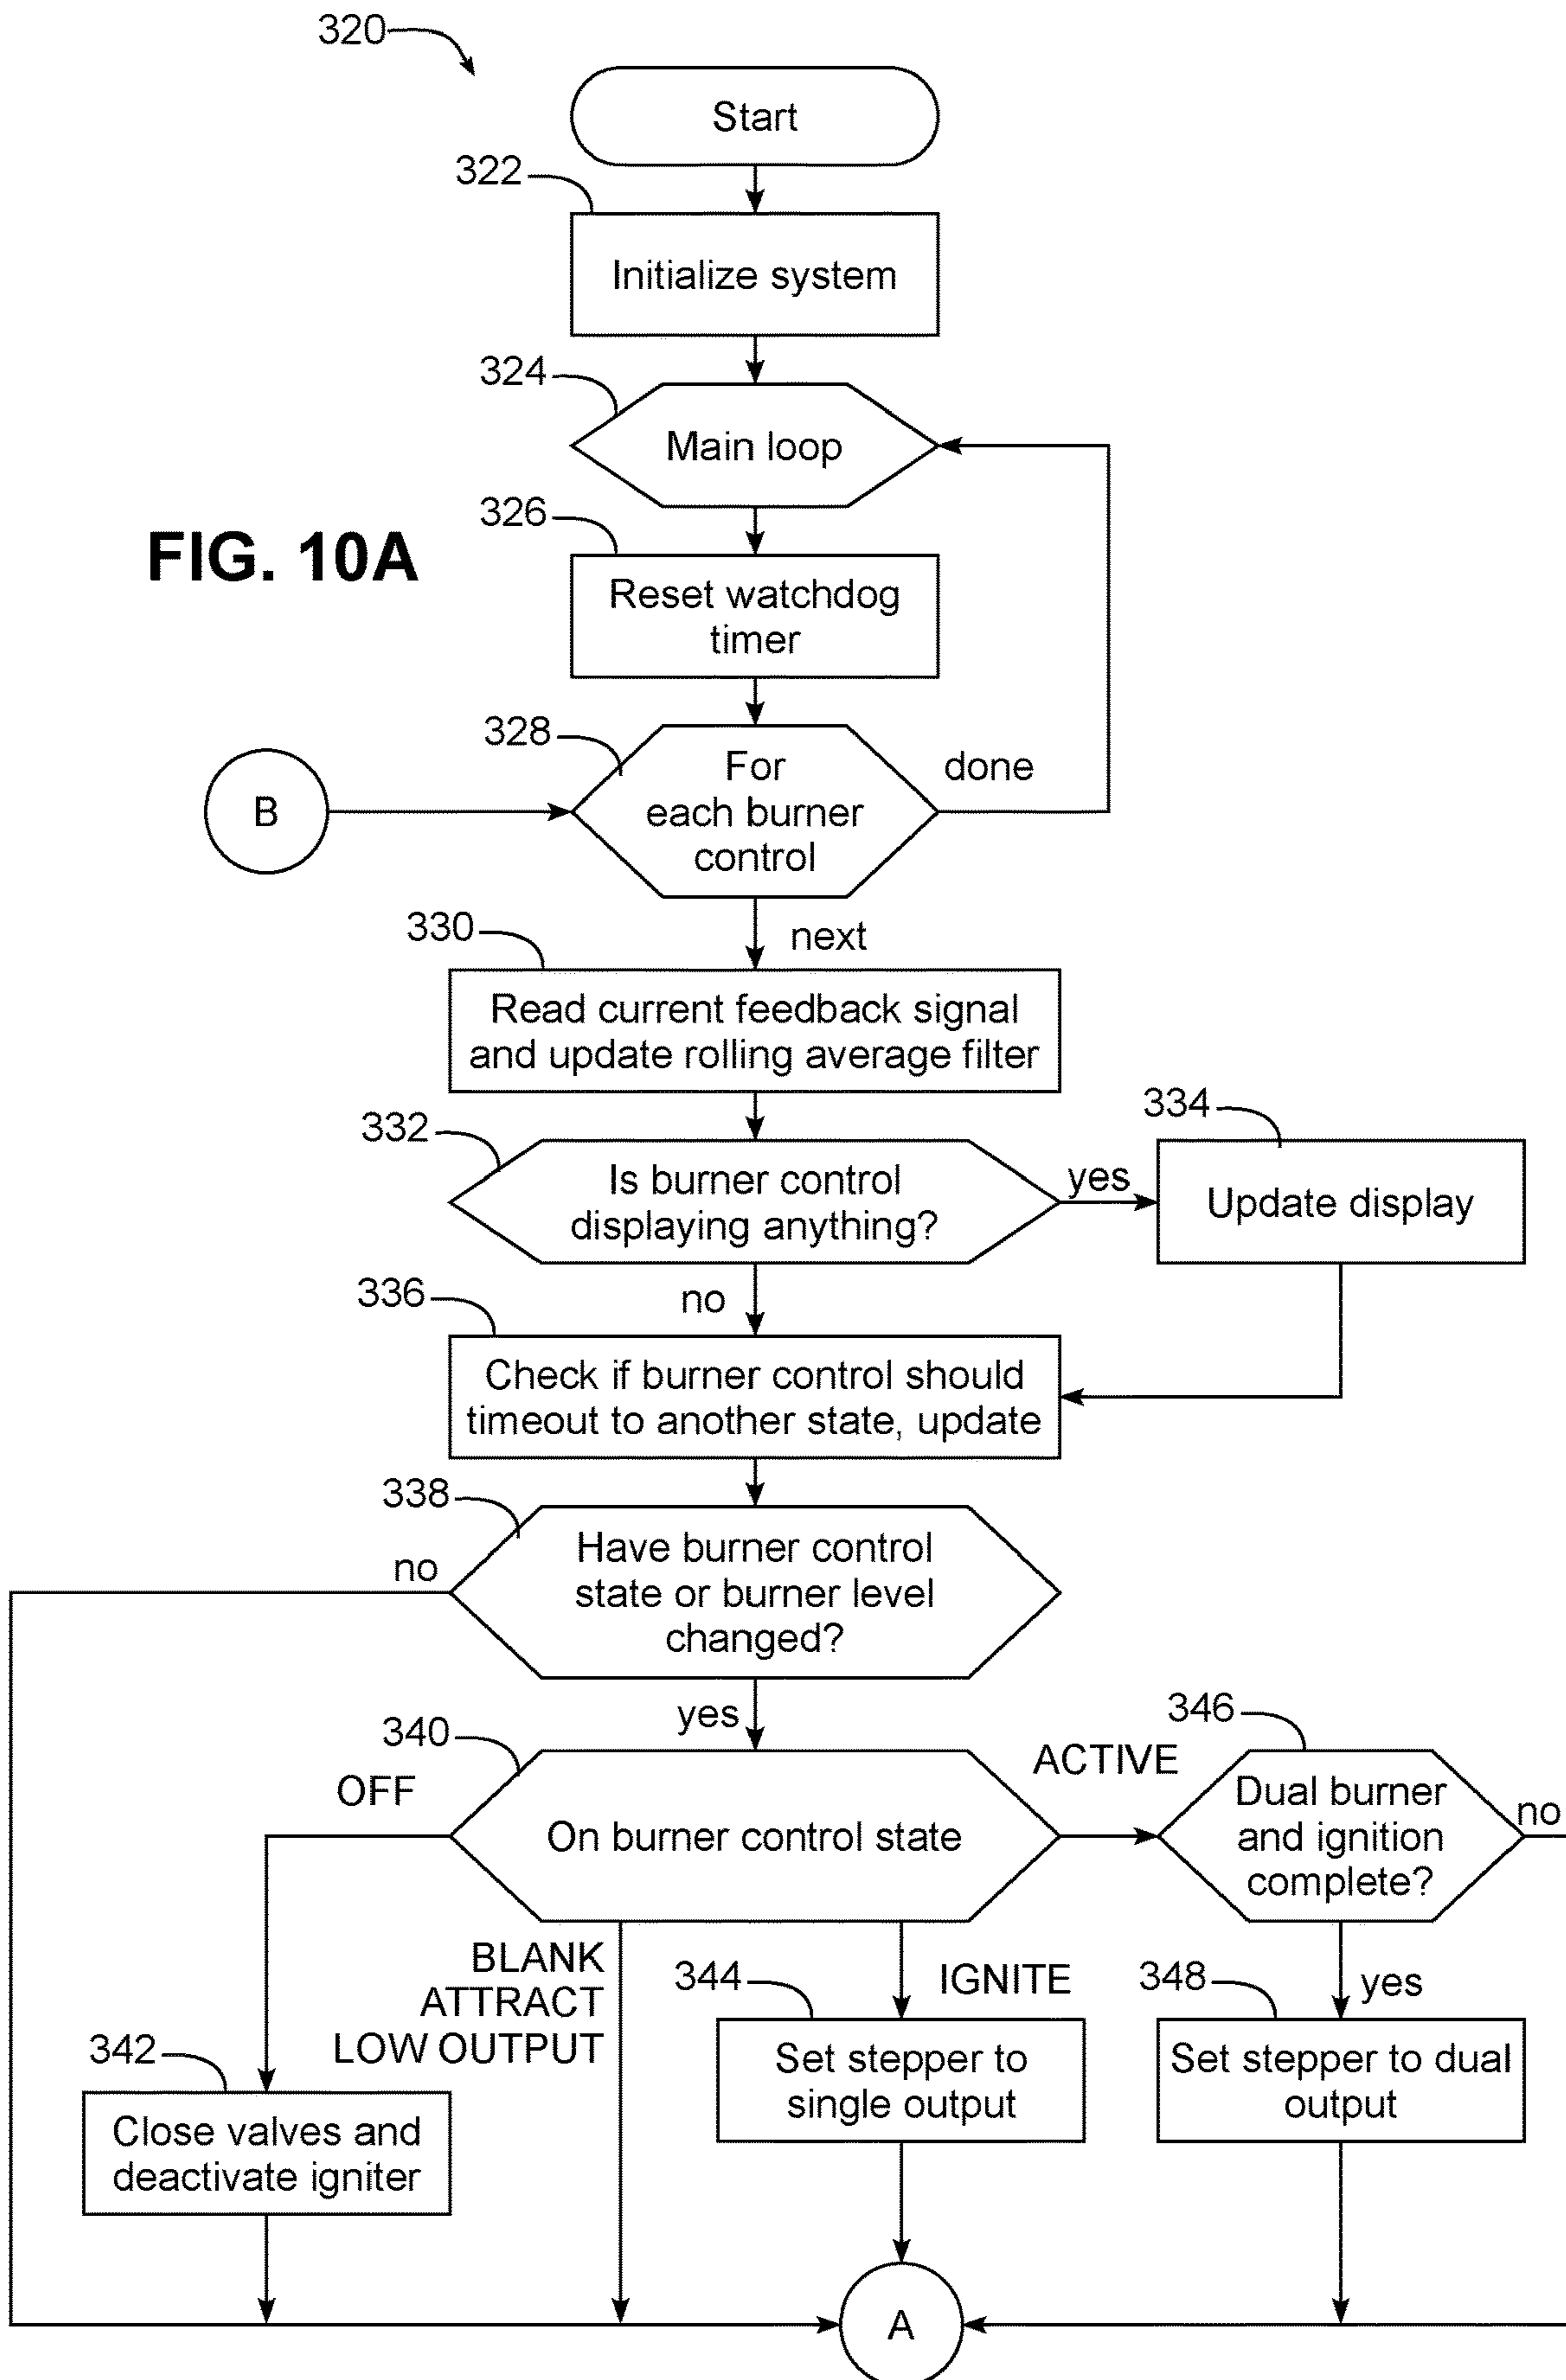 320
Start
322
Initialize system
324
Main loop
326
FIG. 10A
Reset watchdog
timer
328
For
each burner
control
done
B
330
next
Read current feedback signal
and update rolling average filter
332
334
Is burner control
displaying anything?
yes
Update display
336
no
Check if burner control should
timeout to another state, update
338
no
Have burner control
state or burner level
changed?
yes
340
346
OFF
ACTIVE
On burner control state
Dual burner
and ignition
complete?
no
BLANK
ATTRACT
LOW OUTPUT
344
IGNITE
348
yes
342
Set stepper to
single output
Set stepper to dual
output
Close valves and
deactivate igniter
A